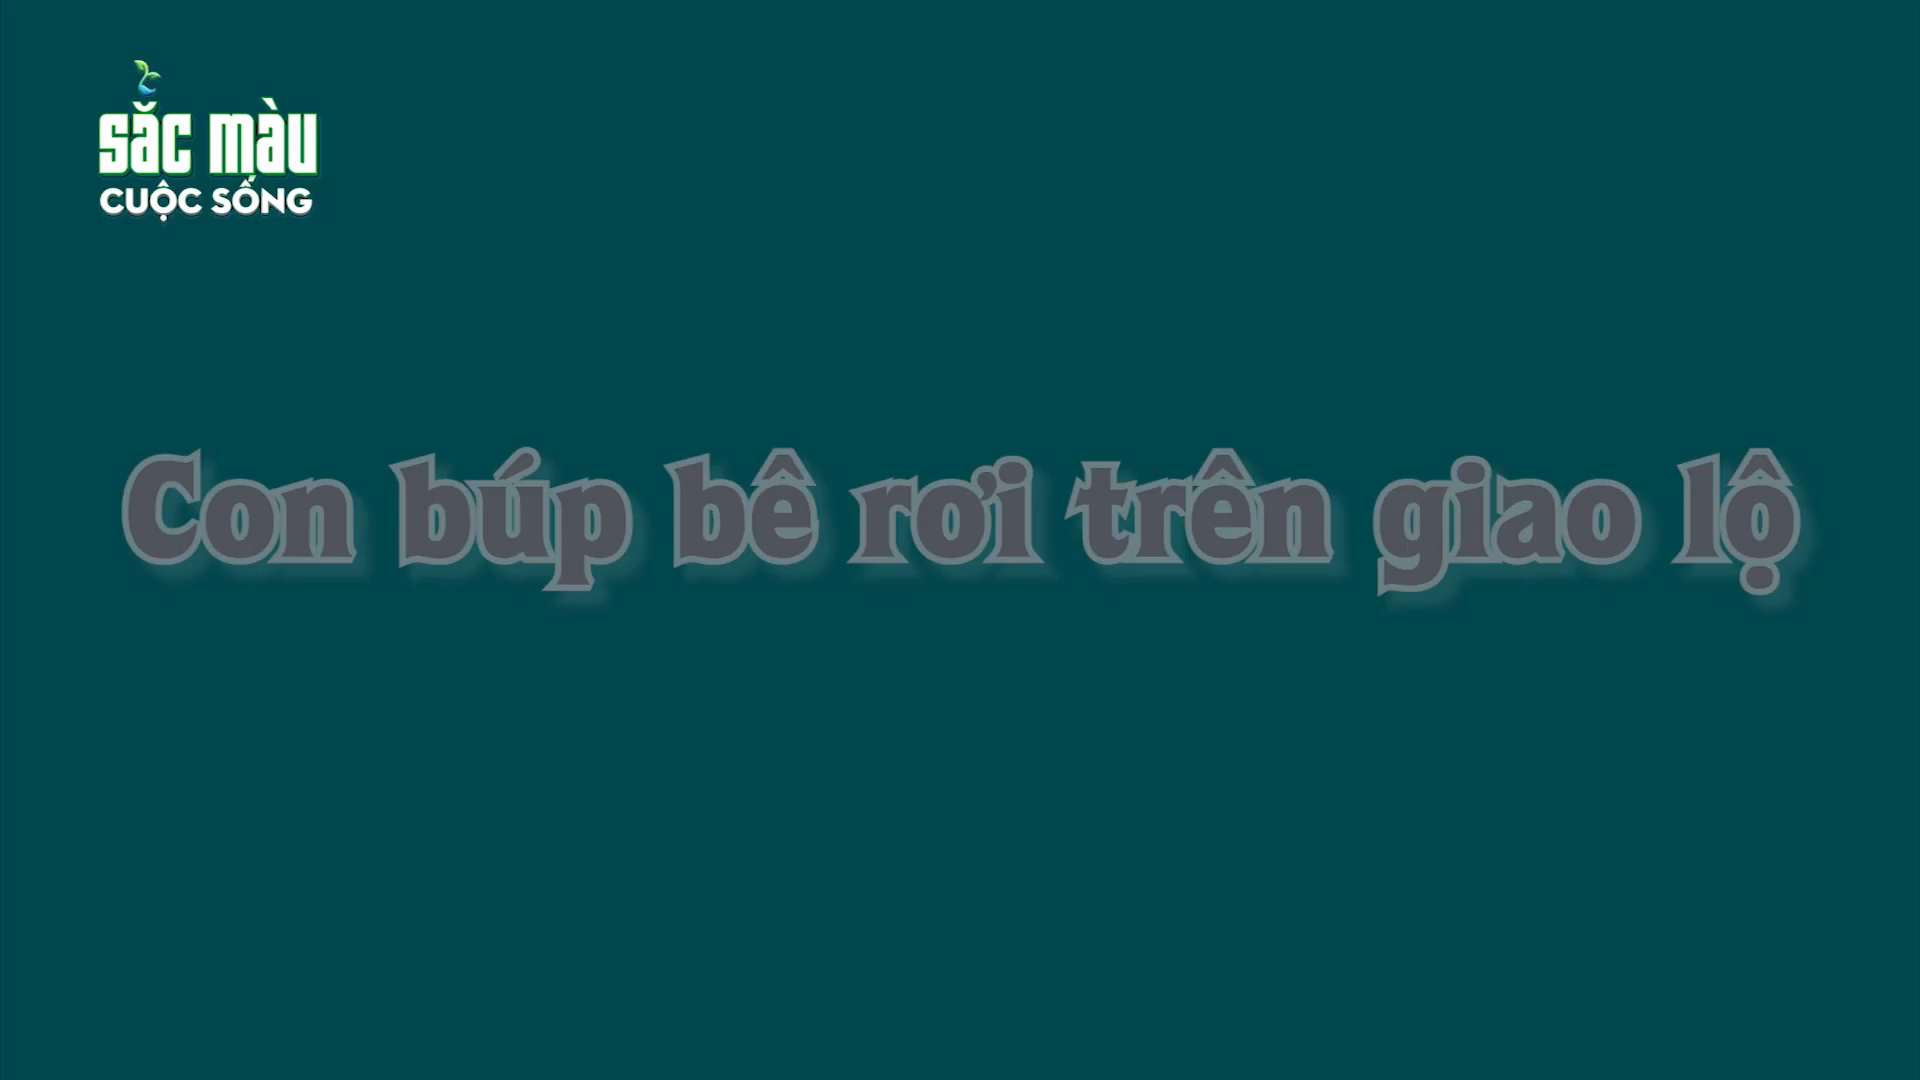 sắc màu
CUỘC SỐNG
Con búp bê rơi trên giao lộ